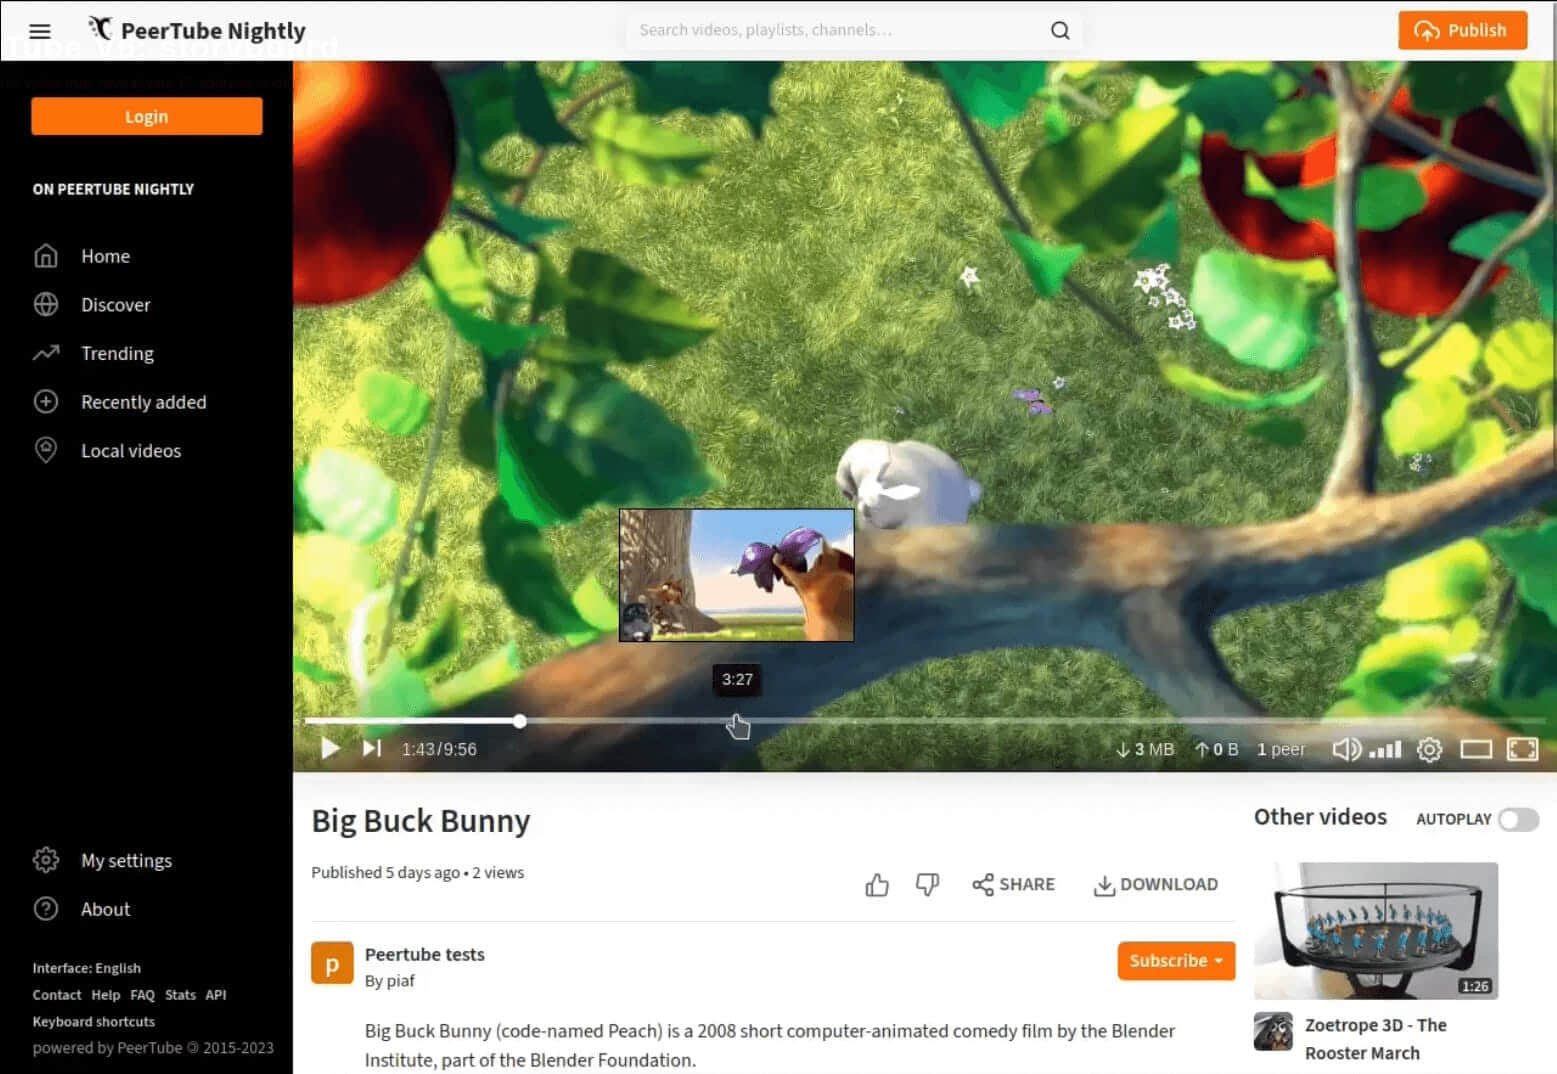 PeerTube Nightly
Search videos, playlists, channels...
Publish
Login
ON PEERTUBE NIGHTLY
Home
Discover
Trending
Recently added
Local videos
My settings
About
Interface: English
Contact Help FAQ Stats API
Keyboard shortcuts
powered by PeerTube © 2015-2023
3:27
1:43/9:56
3 MB 0 B 1 peer
Big Buck Bunny
Published 5 days ago • 2 views
SHARE DOWNLOAD
p
Peertube tests
By piaf
Subscribe
Big Buck Bunny (code-named Peach) is a 2008 short computer-animated comedy film by the Blender
Institute, part of the Blender Foundation.
Other videos AUTOPLAY
1:26
Zoetrope 3D - The
Rooster March